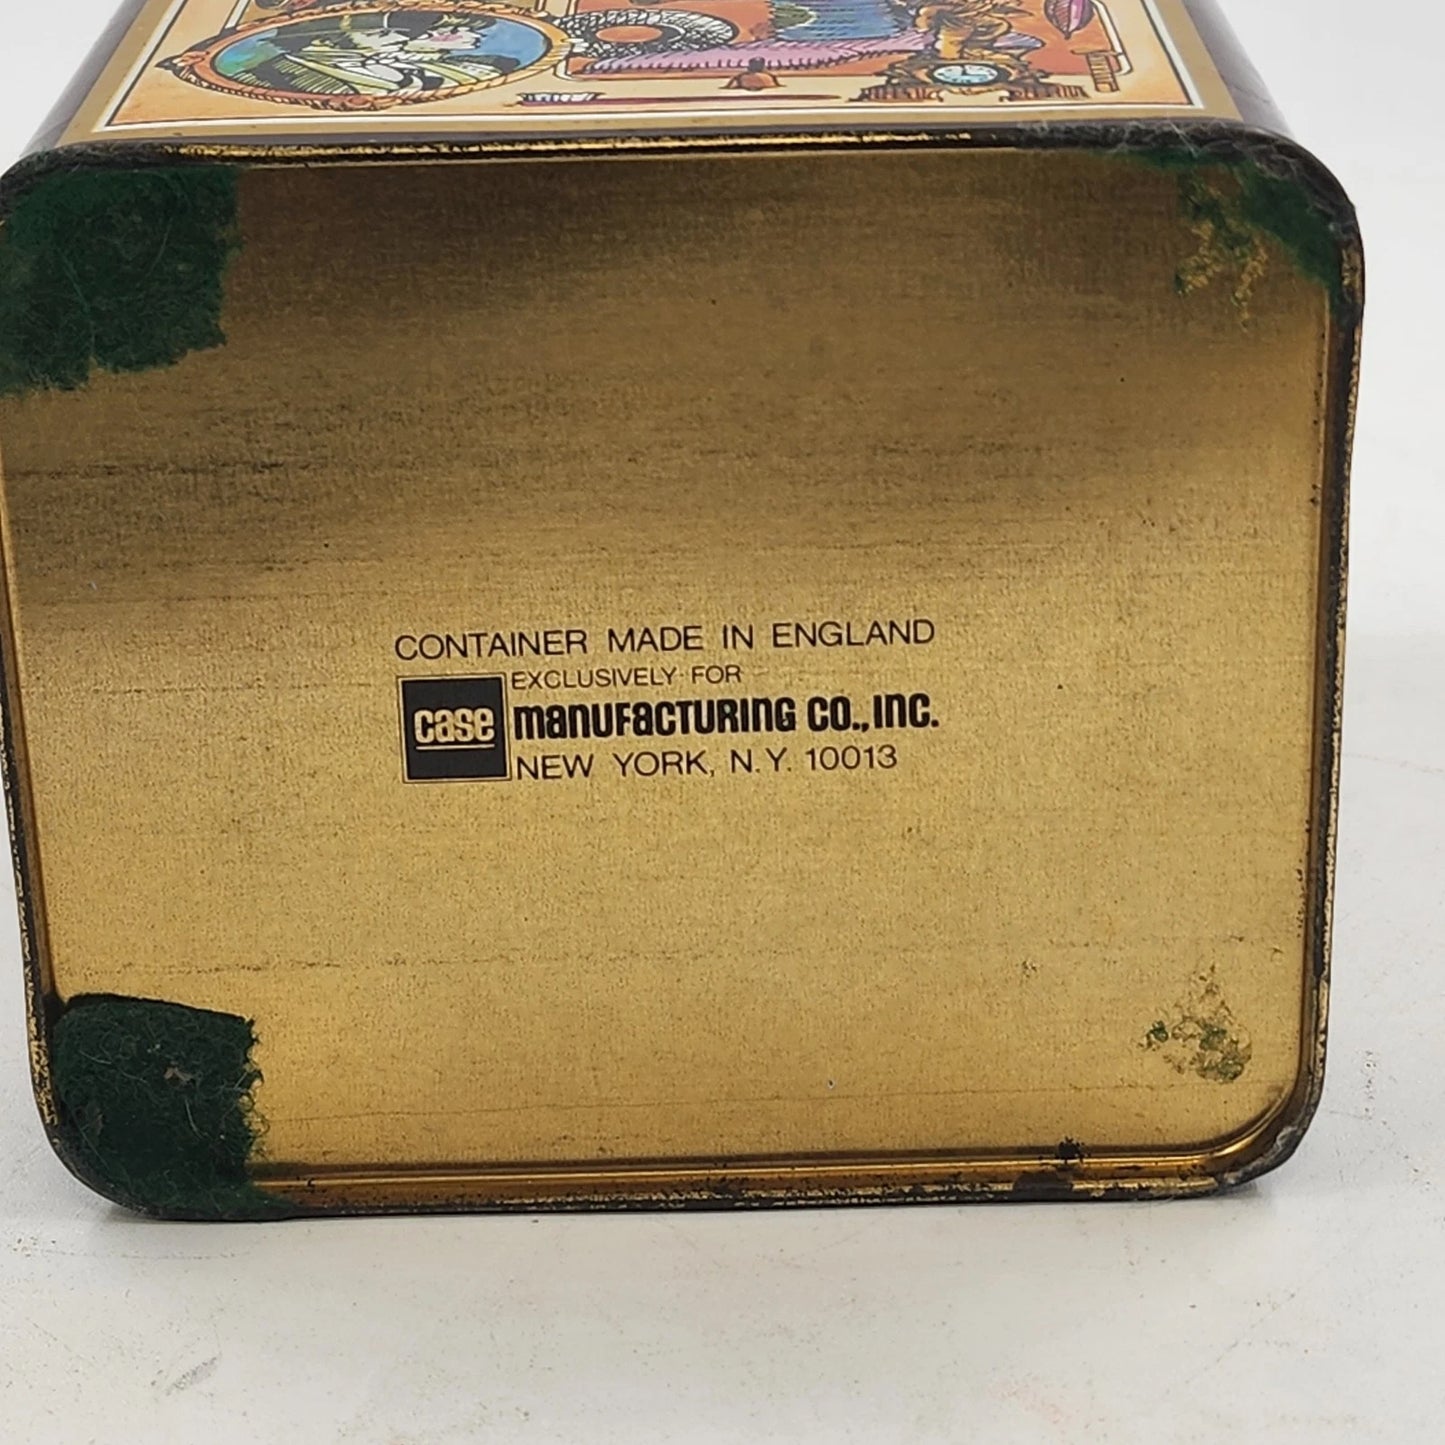 CONTAINER MADE IN ENGLAND
EXCLUSIVELY FOR
case manufacturing co., inc.
NEW YORK, N.Y. 10013